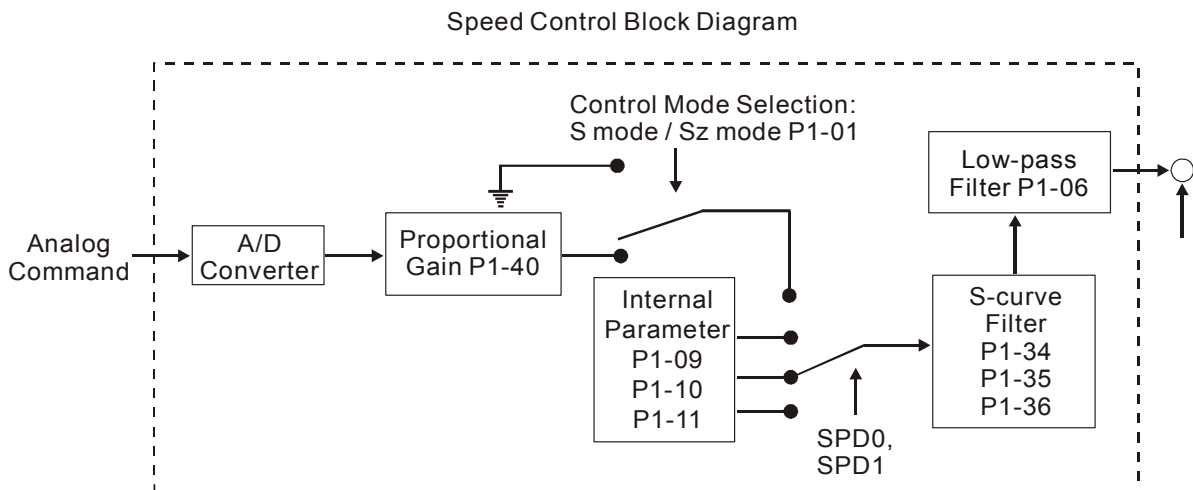 Speed Control Block Diagram
Control Mode Selection:
S mode / Sz mode P1-01
Analog
Command
A/D
Converter
Proportional
Gain P1-40
Internal
Parameter
P1-09
P1-10
P1-11
SPD0,
SPD1
Low-pass
Filter P1-06
S-curve
Filter
P1-34
P1-35
P1-36